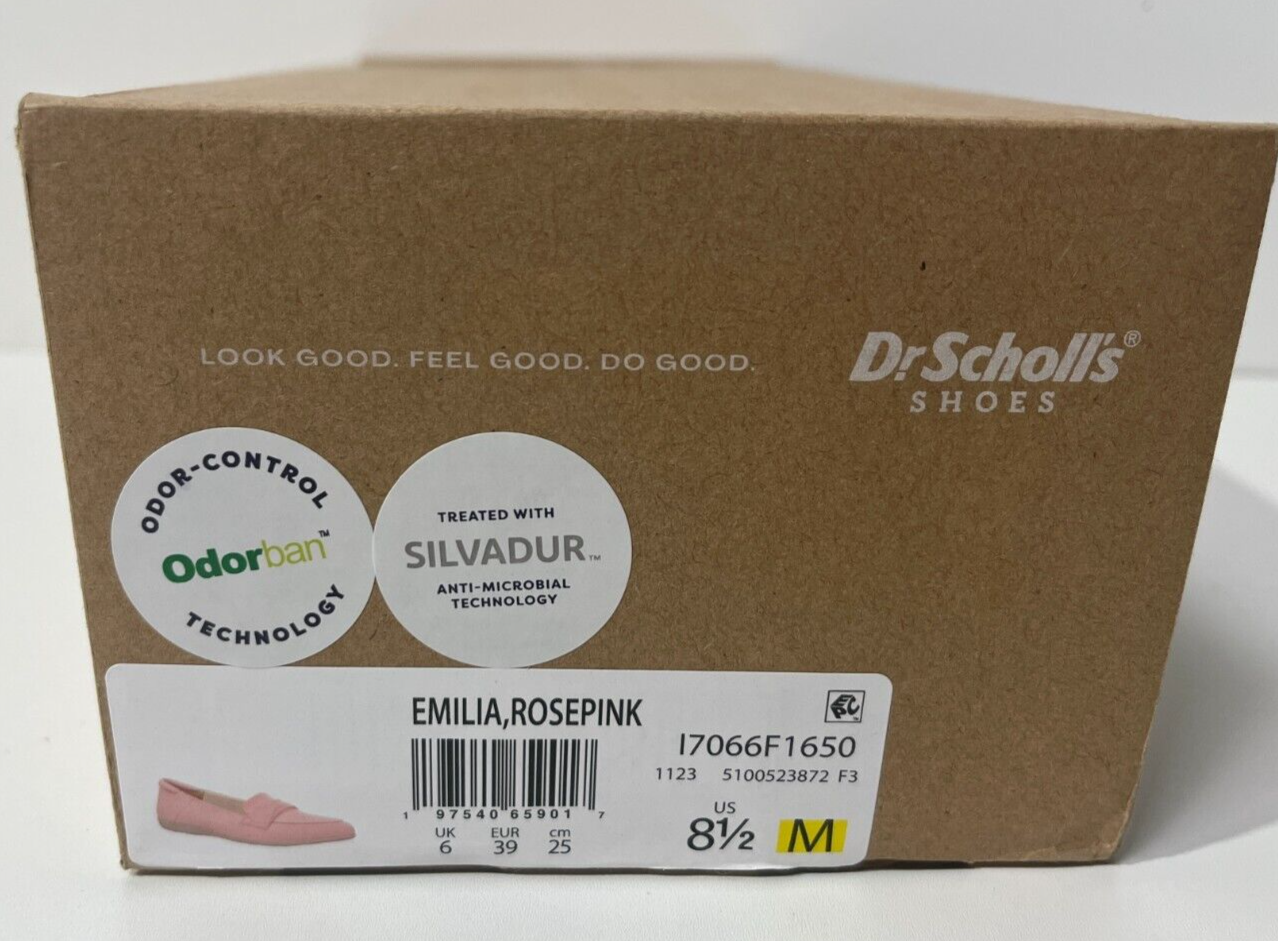 LOOK GOOD. FEEL GOOD. DO GOOD.
Dr. Scholl's®
SHOES
ODOR-CONTROL
Odorban™
TECHNOLOGY
TREATED WITH
SILVADUR™
ANTI-MICROBIAL
TECHNOLOGY
EMILIA,ROSEPINK
EPC
I7066F1650
1123 5100523872 F3
1 97540 65901 7
UK EUR cm
6 39 25
US
8½ M